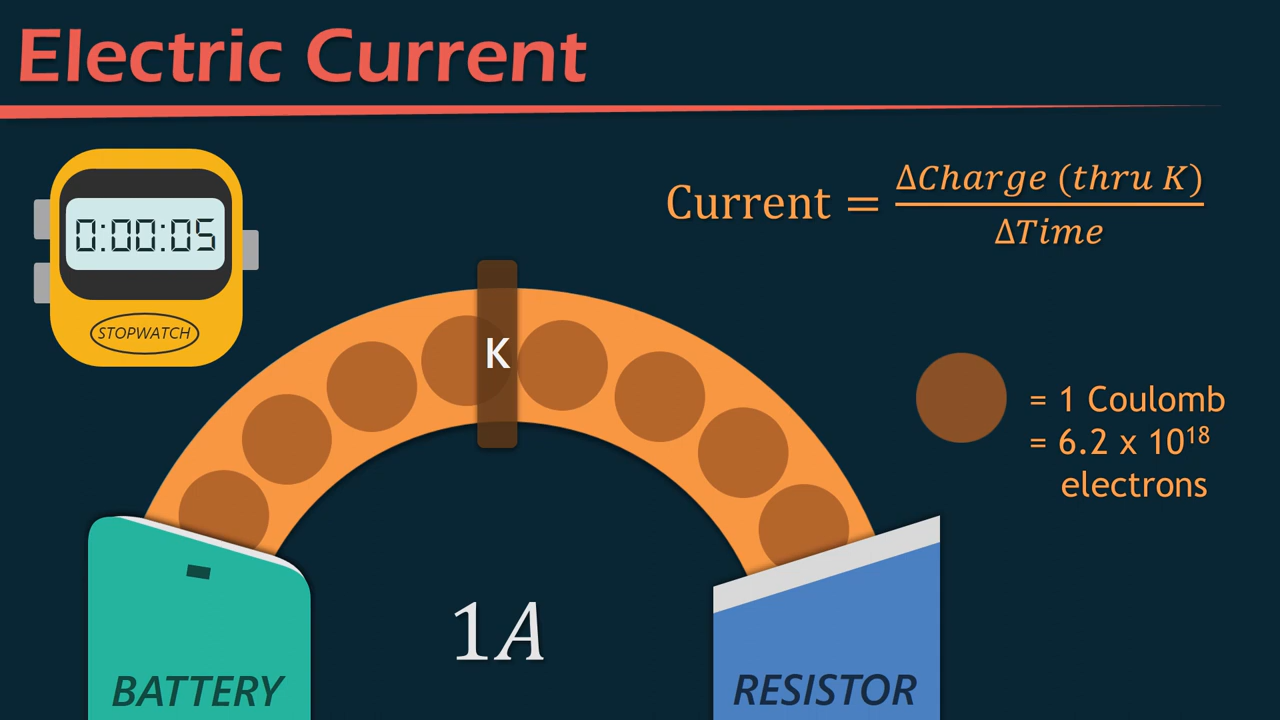 Electric Current
0:00:05
STOPWATCH
Current = ΔCharge (thru K) / ΔTime
K
= 1 Coulomb
= 6.2 x 10¹⁸
electrons
1A
BATTERY
RESISTOR